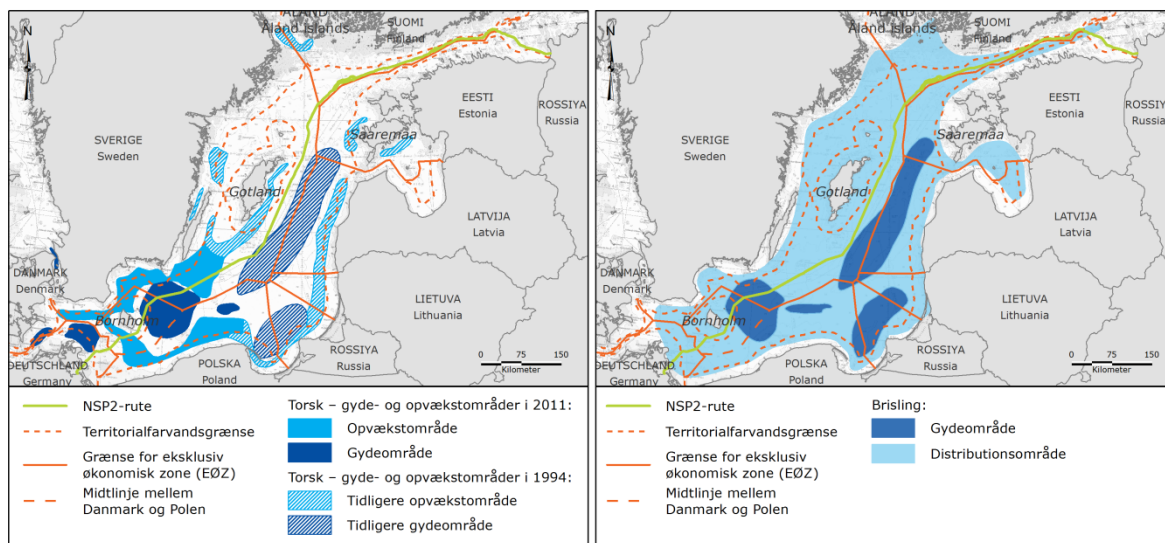 ÅLAND
Åland Islands
SUOMI
Finland
N
EESTI
Estonia
ROSSIYA
Russia
SVERIGE
Sweden
Saaremaa
Gotland
LATVIJA
Latvia
DANMARK
Denmark
LIETUVA
Lithuania
Bornholm
DEUTSCHLAND
Germany
POLSKA
Poland
ROSSIYA
Russia
0 75 150
Kilometer
NSP2-rute
Territorialfarvandsgrænse
Grænse for eksklusiv
økonomisk zone (EØZ)
Midtlinje mellem
Danmark og Polen
Torsk – gyde- og opvækstområder i 2011:
Opvækstområde
Gydeområde
Torsk – gyde- og opvækstområder i 1994:
Tidligere opvækstområde
Tidligere gydeområde
ÅLAND
Åland Islands
SUOMI
Finland
N
EESTI
Estonia
ROSSIYA
Russia
SVERIGE
Sweden
Saaremaa
Gotland
LATVIJA
Latvia
DANMARK
Denmark
LIETUVA
Lithuania
Bornholm
DEUTSCHLAND
Germany
POLSKA
Poland
ROSSIYA
Russia
0 75 150
Kilometer
NSP2-rute
Territorialfarvandsgrænse
Grænse for eksklusiv
økonomisk zone (EØZ)
Midtlinje mellem
Danmark og Polen
Brisling:
Gydeområde
Distributionsområde